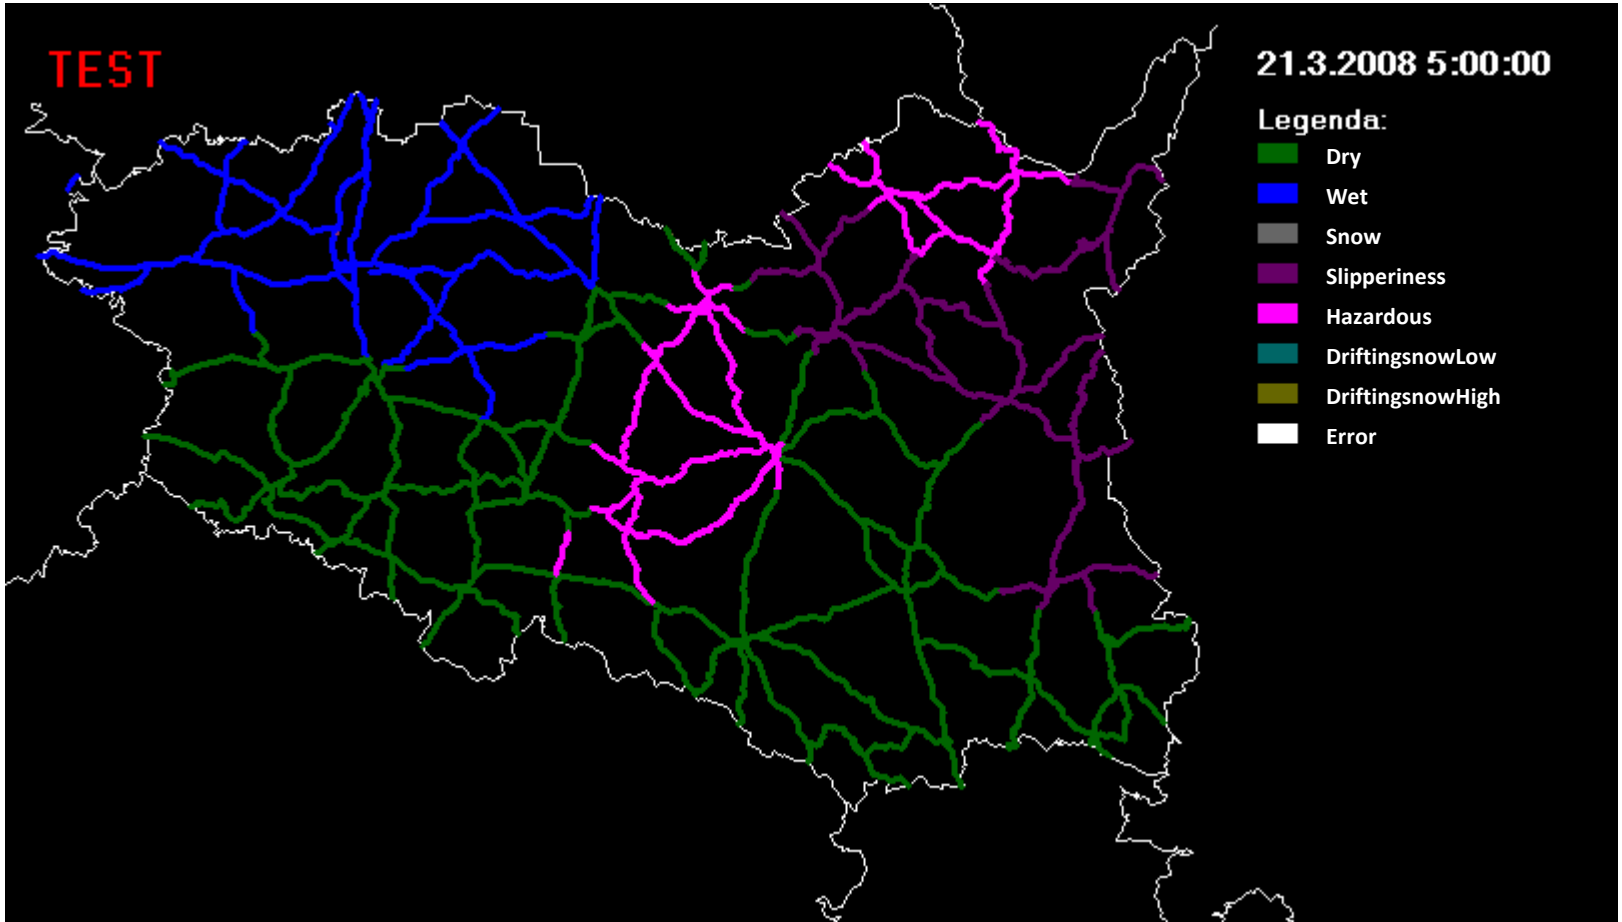 TEST
21.3.2008 5:00:00
Legenda:
Dry
Wet
Snow
Slipperiness
Hazardous
DriftingsnowLow
DriftingsnowHigh
Error